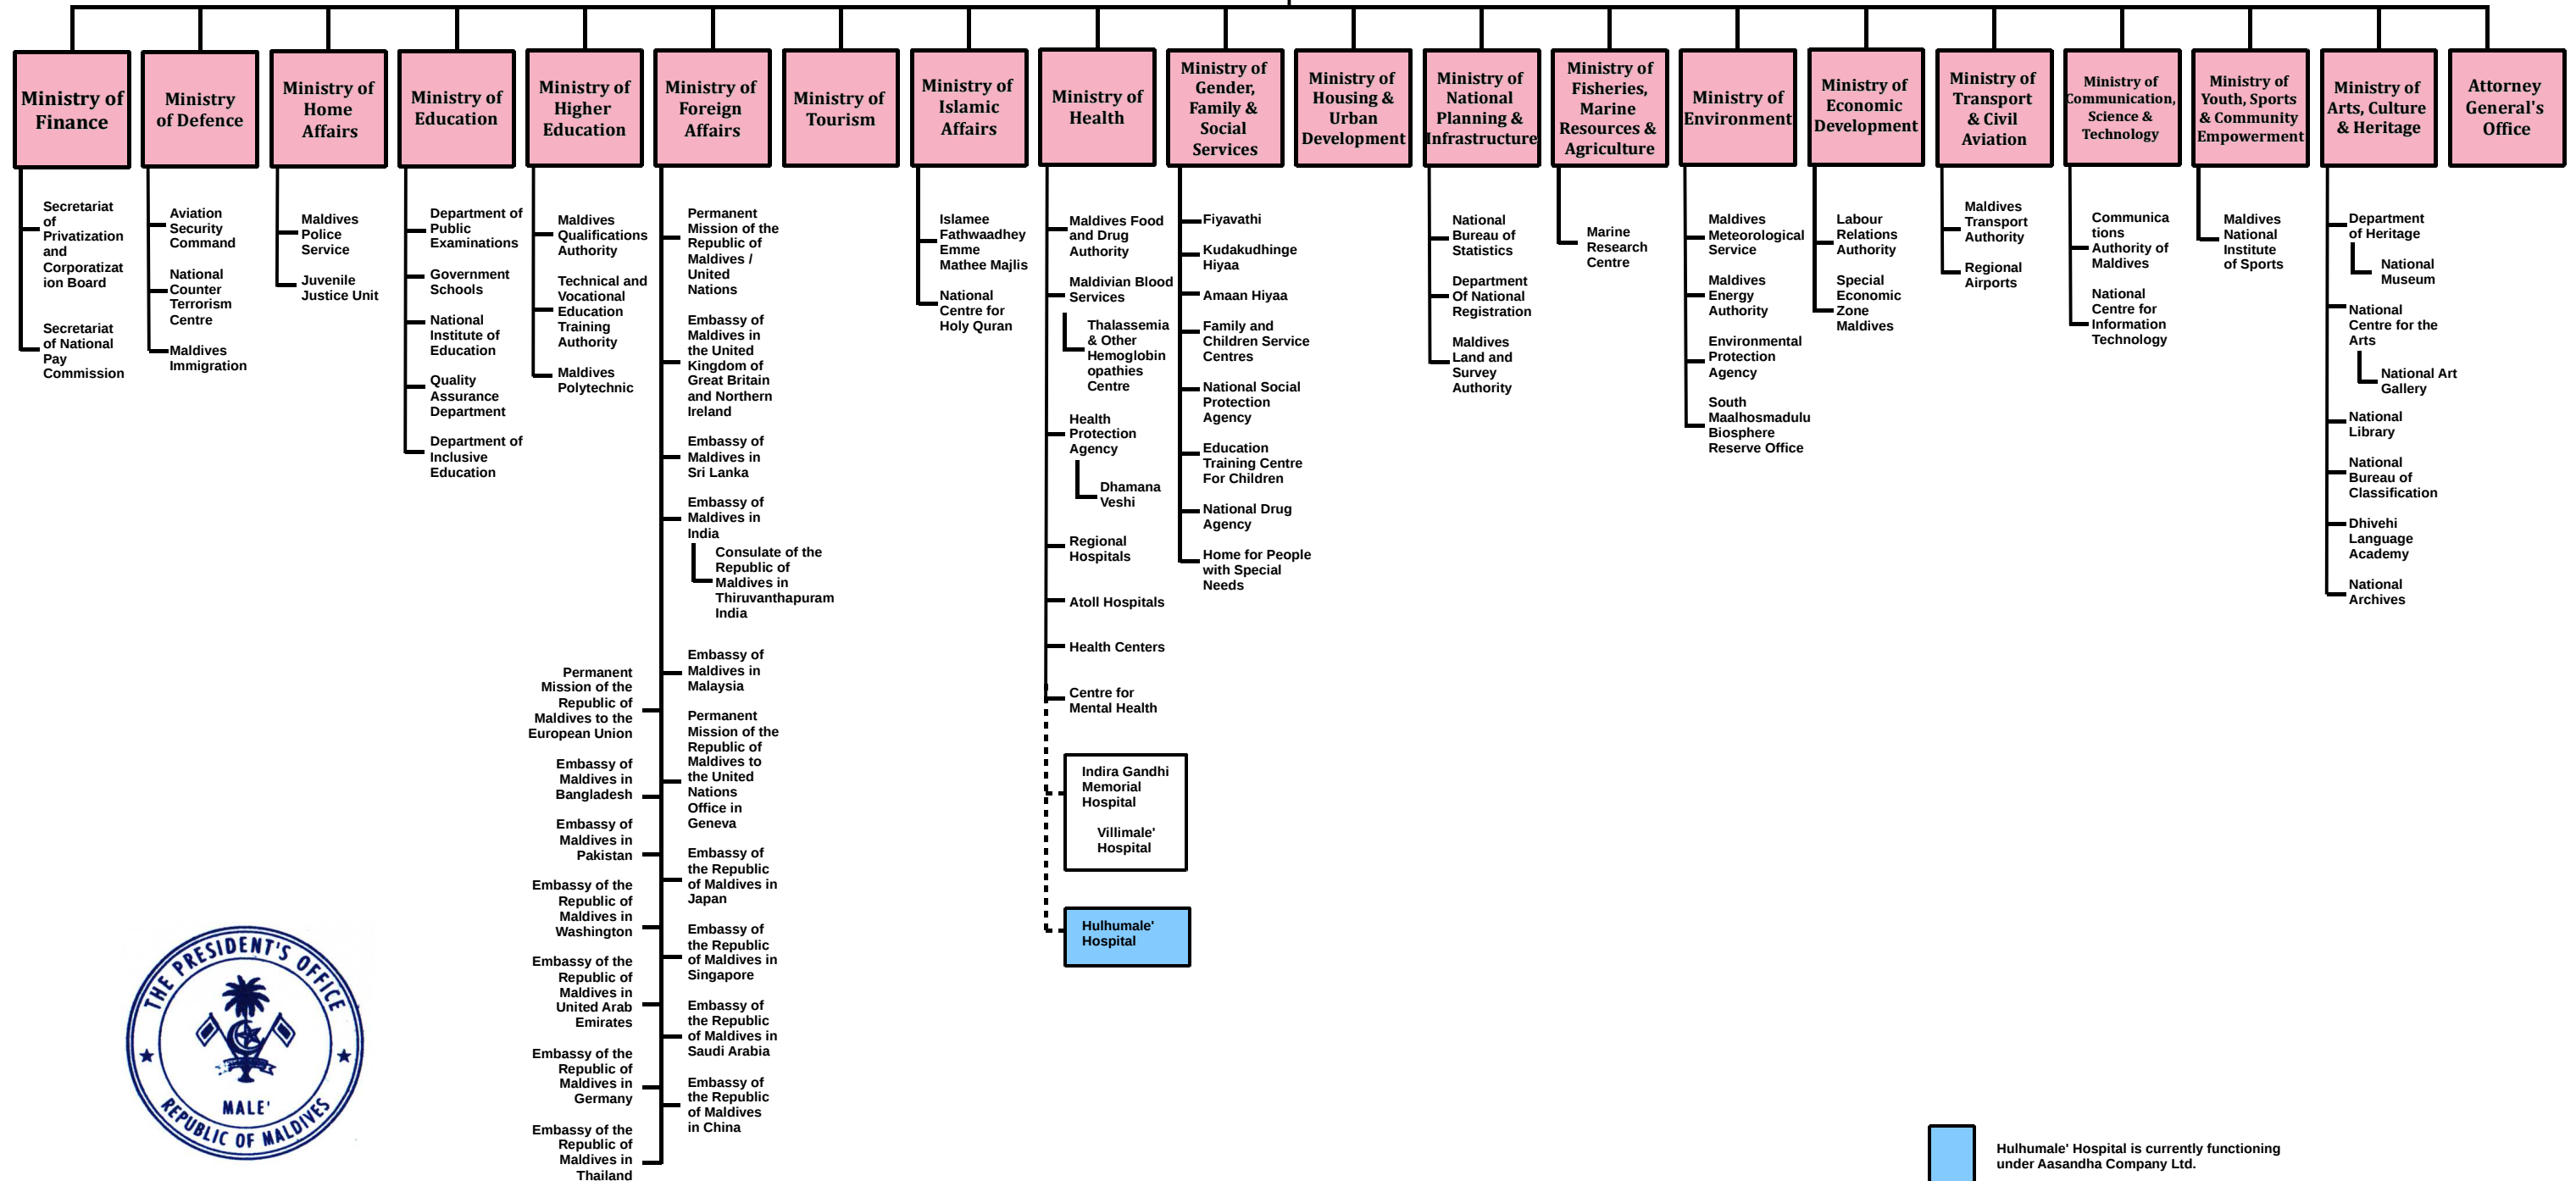 Ministry of
Finance
Ministry
of Defence
Ministry of
Home
Affairs
Ministry of
Education
Ministry of
Higher
Education
Ministry of
Foreign
Affairs
Ministry of
Tourism
Ministry of
Islamic
Affairs
Ministry of
Health
Ministry of
Gender,
Family &
Social
Services
Ministry of
Housing &
Urban
Development
Ministry of
National
Planning &
Infrastructure
Ministry of
Fisheries,
Marine
Resources &
Agriculture
Ministry of
Environment
Ministry of
Economic
Development
Ministry of
Transport
& Civil
Aviation
Ministry of
Communication,
Science &
Technology
Ministry of
Youth, Sports
& Community
Empowerment
Ministry of
Arts, Culture
& Heritage
Attorney
General's
Office
Secretariat
of
Privatization
and
Corporatizat
ion Board
Secretariat
of National
Pay
Commission
Aviation
Security
Command
National
Counter
Terrorism
Centre
Maldives
Immigration
Maldives
Police
Service
Juvenile
Justice Unit
Department of
Public
Examinations
Government
Schools
National
Institute of
Education
Quality
Assurance
Department
Department of
Inclusive
Education
Maldives
Qualifications
Authority
Technical and
Vocational
Education
Training
Authority
Maldives
Polytechnic
Permanent
Mission of the
Republic of
Maldives /
United
Nations
Embassy of
Maldives in
the United
Kingdom of
Great Britain
and Northern
Ireland
Embassy of
Maldives in
Sri Lanka
Embassy of
Maldives in
India
Consulate of the
Republic of
Maldives in
Thiruvanthapuram
India
Embassy of
Maldives in
Malaysia
Permanent
Mission of the
Republic of
Maldives to
the United
Nations
Office in
Geneva
Embassy of
the Republic
of Maldives in
Japan
Embassy of
the Republic
of Maldives in
Singapore
Embassy of
the Republic
of Maldives in
Saudi Arabia
Embassy of
the Republic
of Maldives
in China
Permanent
Mission of the
Republic of
Maldives to the
European Union
Embassy of
Maldives in
Bangladesh
Embassy of
Maldives in
Pakistan
Embassy of the
Republic of
Maldives in
Washington
Embassy of the
Republic of
Maldives in
United Arab
Emirates
Embassy of the
Republic of
Maldives in
Germany
Embassy of the
Republic of
Maldives in
Thailand
Islamee
Fathwaadhey
Emme
Mathee Majlis
National
Centre for
Holy Quran
Maldives Food
and Drug
Authority
Maldivian Blood
Services
Thalassemia
& Other
Hemoglobin
opathies
Centre
Health
Protection
Agency
Dhamana
Veshi
Regional
Hospitals
Atoll Hospitals
Health Centers
Centre for
Mental Health
Indira Gandhi
Memorial
Hospital
Villimale'
Hospital
Hulhumale'
Hospital
Fiyavathi
Kudakudhinge
Hiyaa
Amaan Hiyaa
Family and
Children Service
Centres
National Social
Protection
Agency
Education
Training Centre
For Children
National Drug
Agency
Home for People
with Special
Needs
National
Bureau of
Statistics
Department
Of National
Registration
Maldives
Land and
Survey
Authority
Marine
Research
Centre
Maldives
Meteorological
Service
Maldives
Energy
Authority
Environmental
Protection
Agency
South
Maalhosmadulu
Biosphere
Reserve Office
Labour
Relations
Authority
Special
Economic
Zone
Maldives
Maldives
Transport
Authority
Regional
Airports
Communica
tions
Authority of
Maldives
National
Centre for
Information
Technology
Maldives
National
Institute
of Sports
Department
of Heritage
National
Museum
National
Centre for the
Arts
National Art
Gallery
National
Library
National
Bureau of
Classification
Dhivehi
Language
Academy
National
Archives
THE PRESIDENT'S OFFICE
MALE'
REPUBLIC OF MALDIVES
Hulhumale' Hospital is currently functioning
under Aasandha Company Ltd.